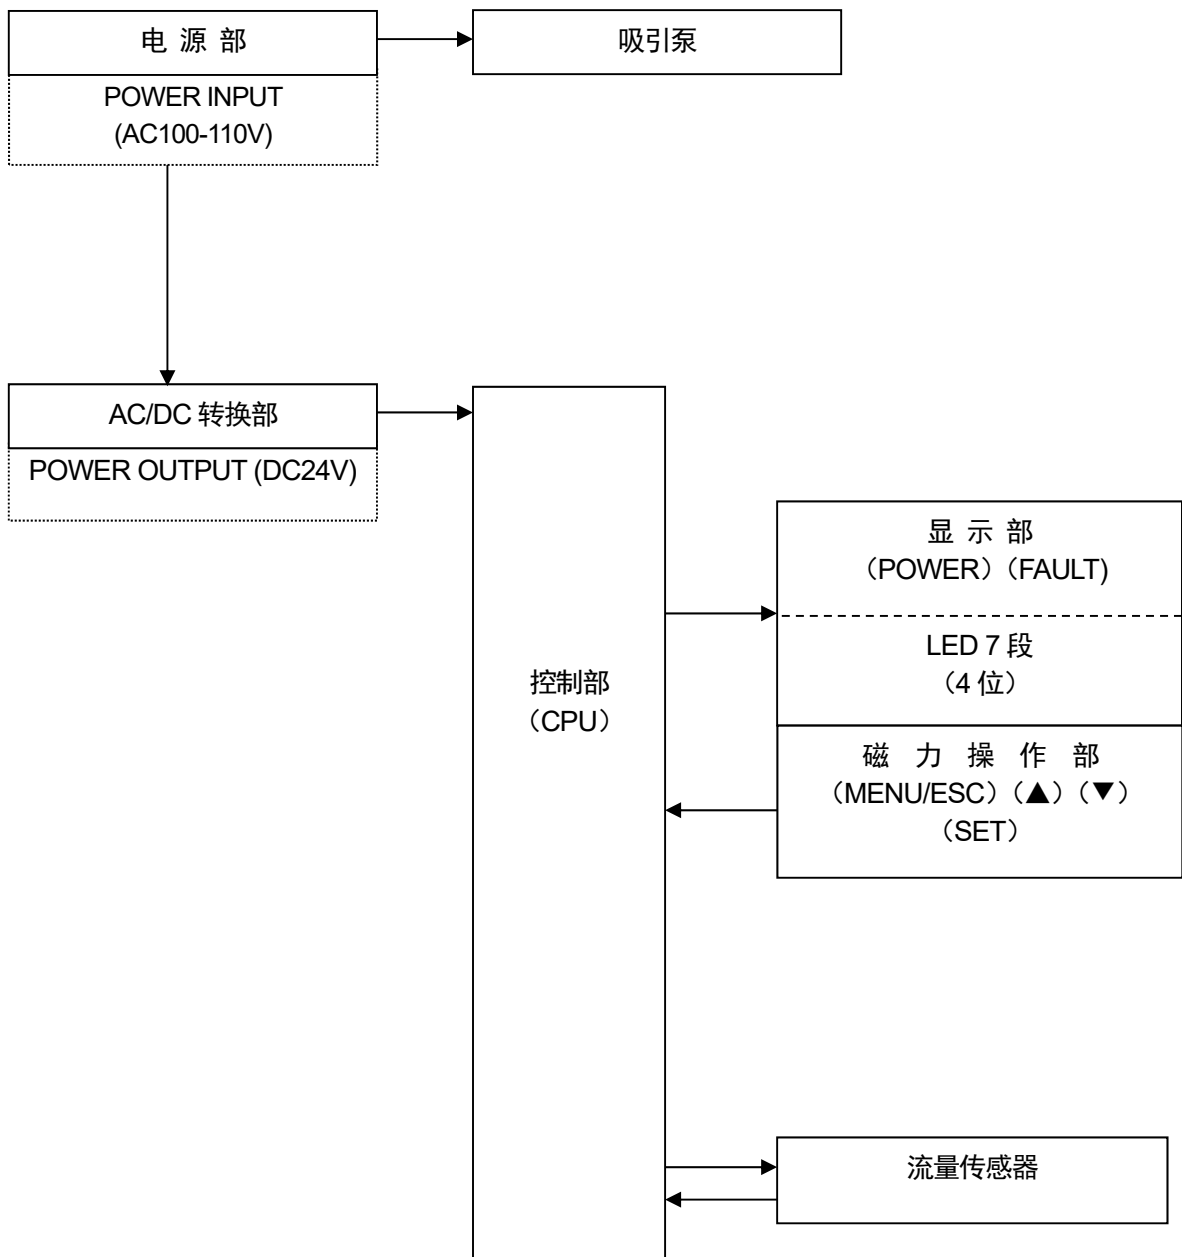 电 源 部
吸引泵
POWER INPUT
(AC100-110V)
AC/DC 转换部
POWER OUTPUT (DC24V)
显 示 部
（POWER）（FAULT)
LED 7 段
（4 位）
控制部
（CPU）
磁 力 操 作 部
（MENU/ESC）（▲）（▼）
（SET）
流量传感器